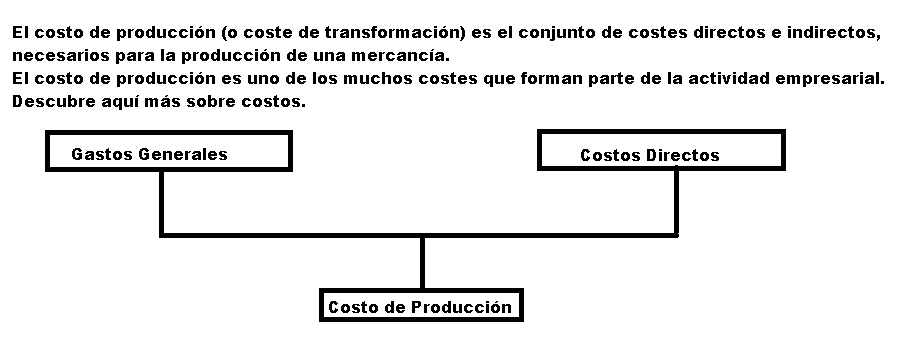 El costo de producción (o coste de transformación) es el conjunto de costes directos e indirectos,
necesarios para la producción de una mercancía.
El costo de producción es uno de los muchos costes que forman parte de la actividad empresarial.
Descubre aquí más sobre costos.
Gastos Generales
Costos Directos
Costo de Producción